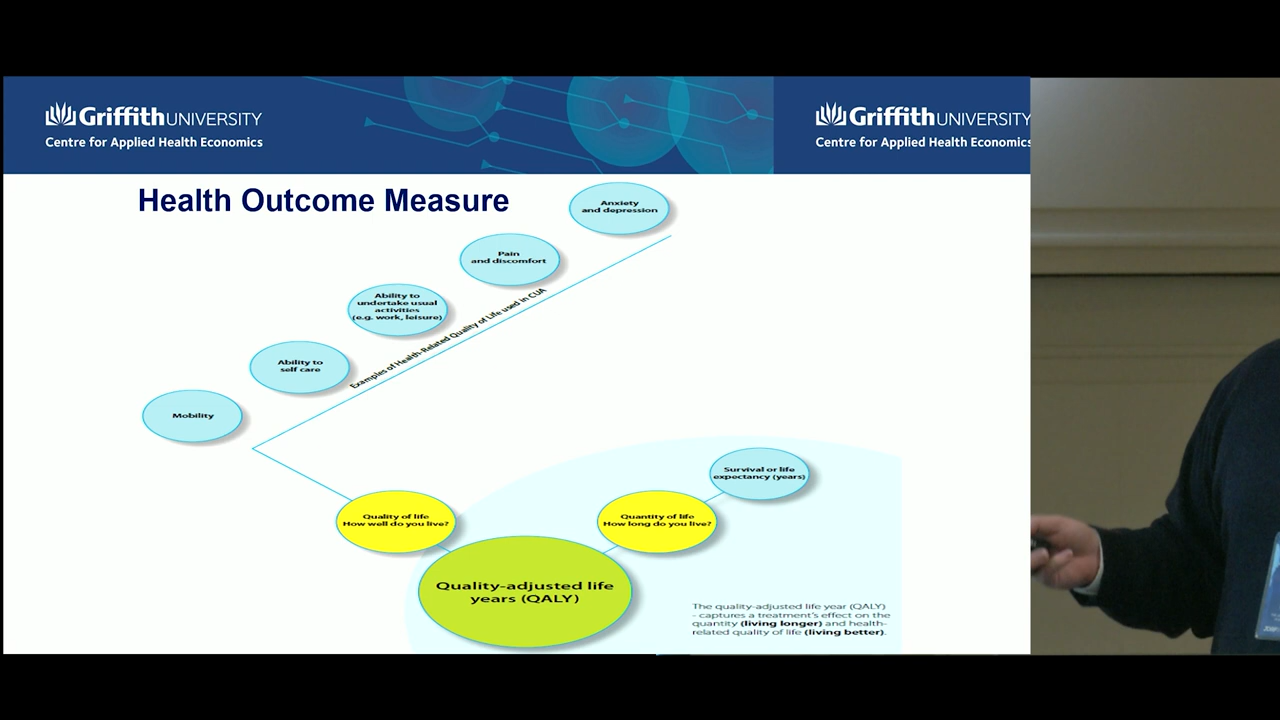 Griffith UNIVERSITY
Centre for Applied Health Economics
Griffith UNIVERSITY
Centre for Applied Health Economics
Health Outcome Measure
Anxiety
and depression
Pain
and discomfort
Ability to
undertake usual
activities
(e.g. work, leisure)
Ability to
self care
Mobility
Examples of Health-Related Quality of Life used in CUA
Survival or life
expectancy (years)
Quality of life
How well do you live?
Quantity of life
How long do you live?
Quality-adjusted life
years (QALY)
The quality-adjusted life year (QALY)
- captures a treatment's effect on the
quantity (living longer) and health-
related quality of life (living better).